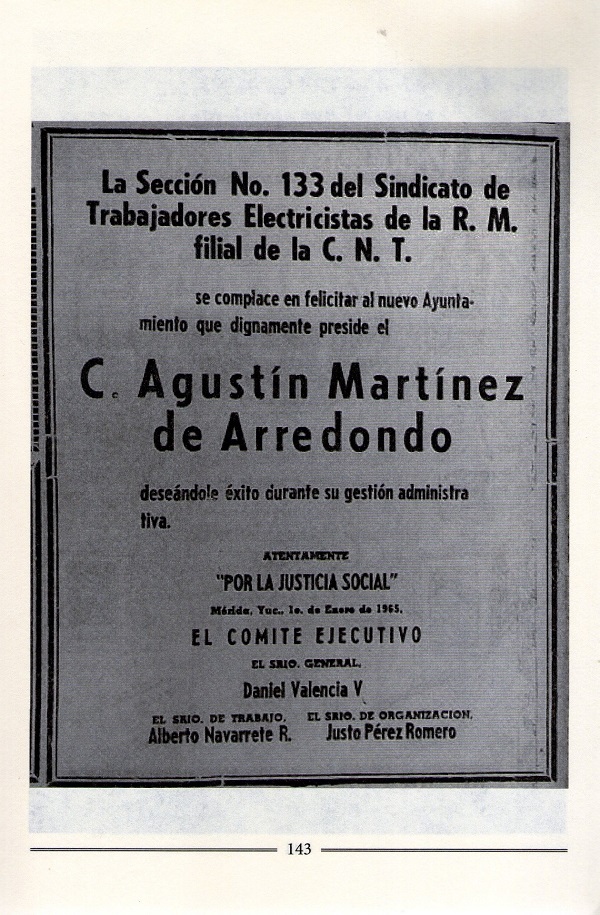 La Sección No. 133 del Sindicato de
Trabajadores Electricistas de la R. M.
filial de la C. N. T.
se complace en felicitar al nuevo Ayunta-
miento que dignamente preside el
C. Agustín Martínez
de Arredondo
deseándole éxito durante su gestión administra
tiva.
ATENTAMENTE
"POR LA JUSTICIA SOCIAL"
Mérida, Yuc., 1o. de Enero de 1965.
EL COMITE EJECUTIVO
EL SRIO. GENERAL,
Daniel Valencia V
EL SRIO. DE TRABAJO, EL SRIO. DE ORGANIZACION,
Alberto Navarrete R. Justo Pérez Romero
143